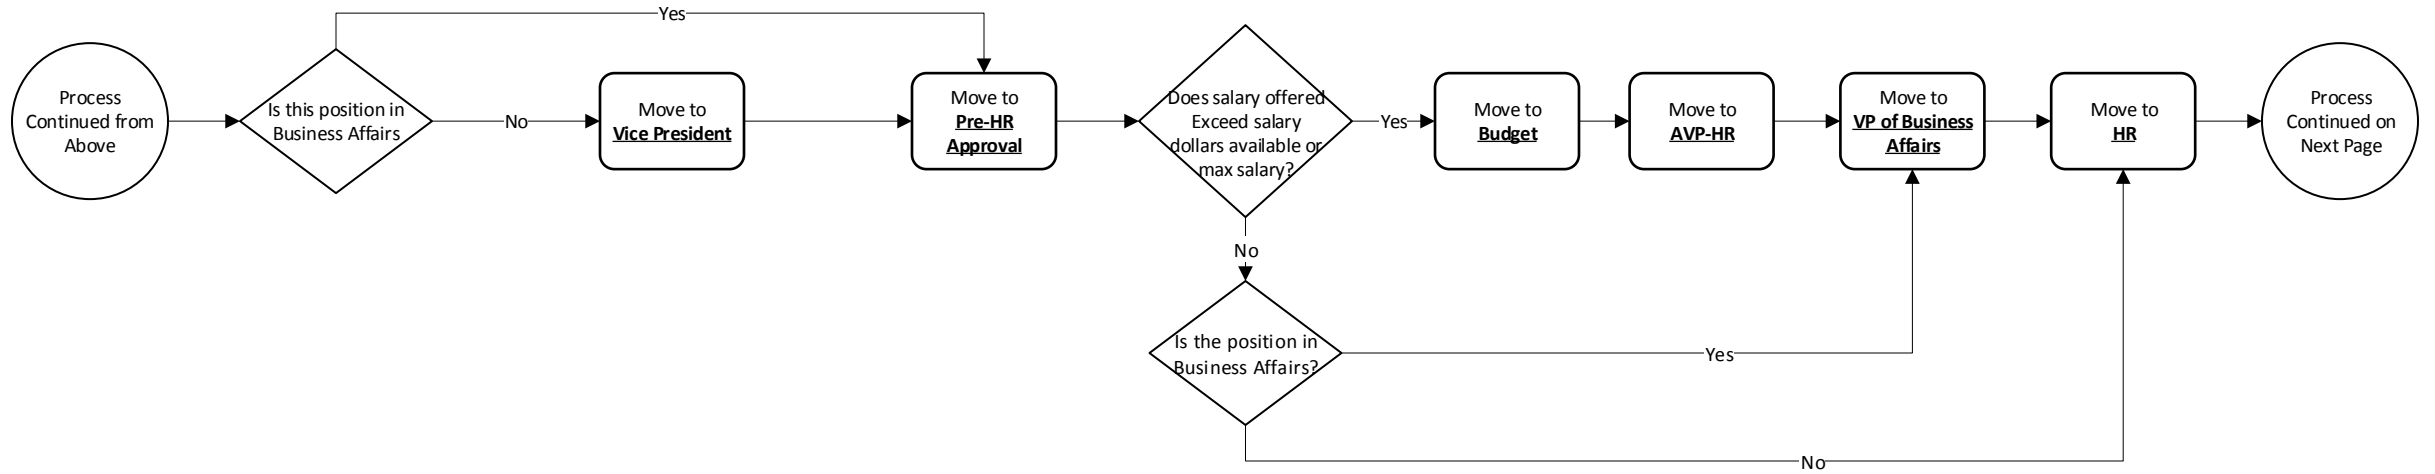 Yes
Process
Continued from
Above
Is this position in
Business Affairs
No
Move to
Vice President
Move to
Pre-HR
Approval
Does salary offered
Exceed salary
dollars available or
max salary?
Yes
Move to
Budget
Move to
AVP-HR
Move to
VP of Business
Affairs
Move to
HR
Process
Continued on
Next Page
No
Is the position in
Business Affairs?
Yes
No